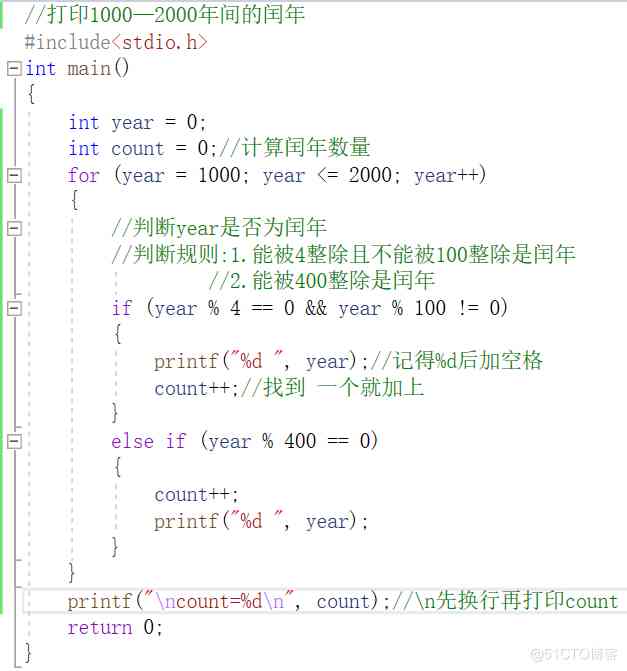 //打印1000—2000年间的闰年
#include<stdio.h>
int main()
{
int year = 0;
int count = 0;//计算闰年数量
for (year = 1000; year <= 2000; year++)
{
//判断year是否为闰年
//判断规则:1.能被4整除且不能被100整除是闰年
//2.能被400整除是闰年
if (year % 4 == 0 && year % 100 != 0)
{
printf("%d ", year);//记得%d后加空格
count++;//找到 一个就加上
}
else if (year % 400 == 0)
{
count++;
printf("%d ", year);
}
}
printf("\ncount=%d\n", count);//\n先换行再打印count
return 0;
}
@51CTO博客